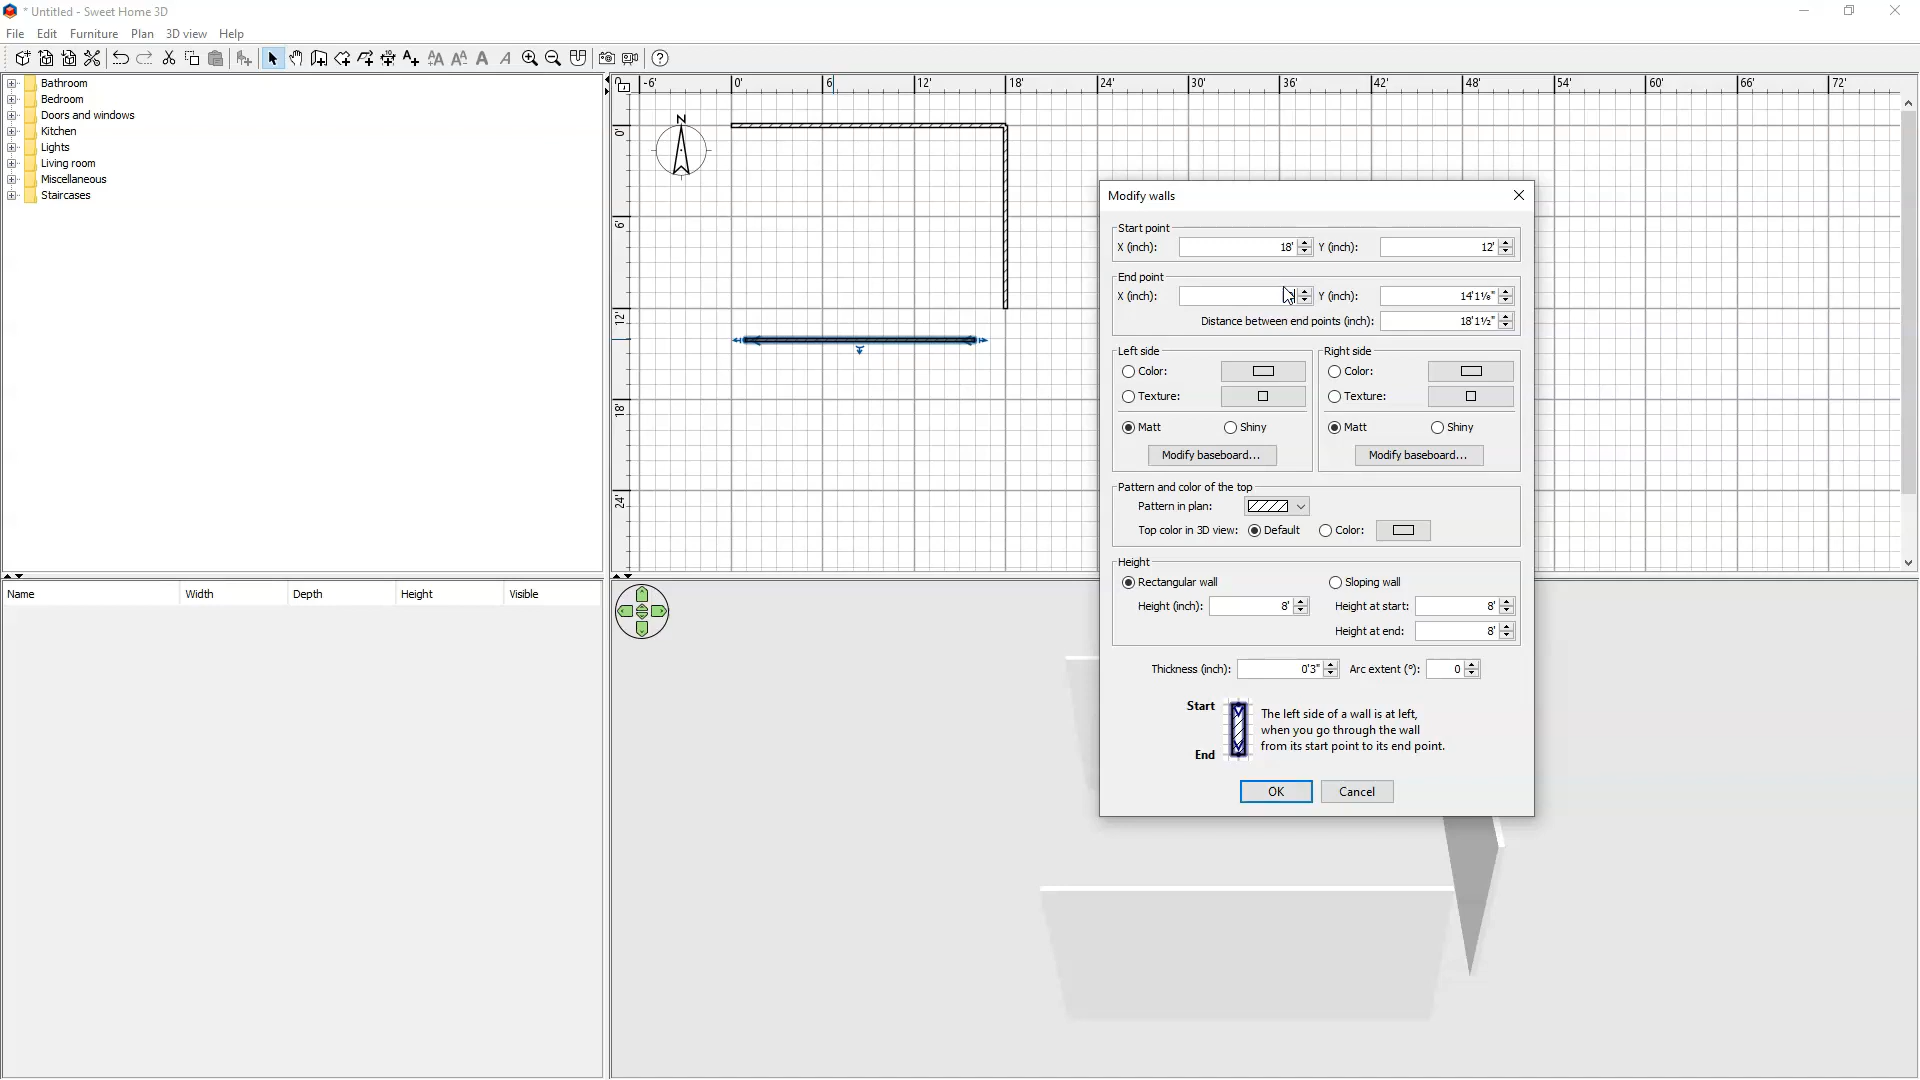 * Untitled - Sweet Home 3D
File Edit Furniture Plan 3D view Help
Bathroom
Bedroom
Doors and windows
Kitchen
Lights
Living room
Miscellaneous
Staircases
-6' 0' 6' 12' 18' 24' 30' 36' 42' 48' 54' 60' 66' 72'
0'
6'
12'
18'
24'
N
Modify walls
Start point
X (inch): 18' Y (inch): 12'
End point
X (inch): Y (inch): 14'1⅛"
Distance between end points (inch): 18'1½"
Left side Right side
Color: Color:
Texture: Texture:
Matt Shiny Matt Shiny
Modify baseboard... Modify baseboard...
Pattern and color of the top
Pattern in plan:
Top color in 3D view: Default Color:
Height
Rectangular wall Sloping wall
Height (inch): 8' Height at start: 8'
Height at end: 8'
Thickness (inch): 0'3" Arc extent (°): 0
Start
End
The left side of a wall is at left,
when you go through the wall
from its start point to its end point.
OK Cancel
Name Width Depth Height Visible